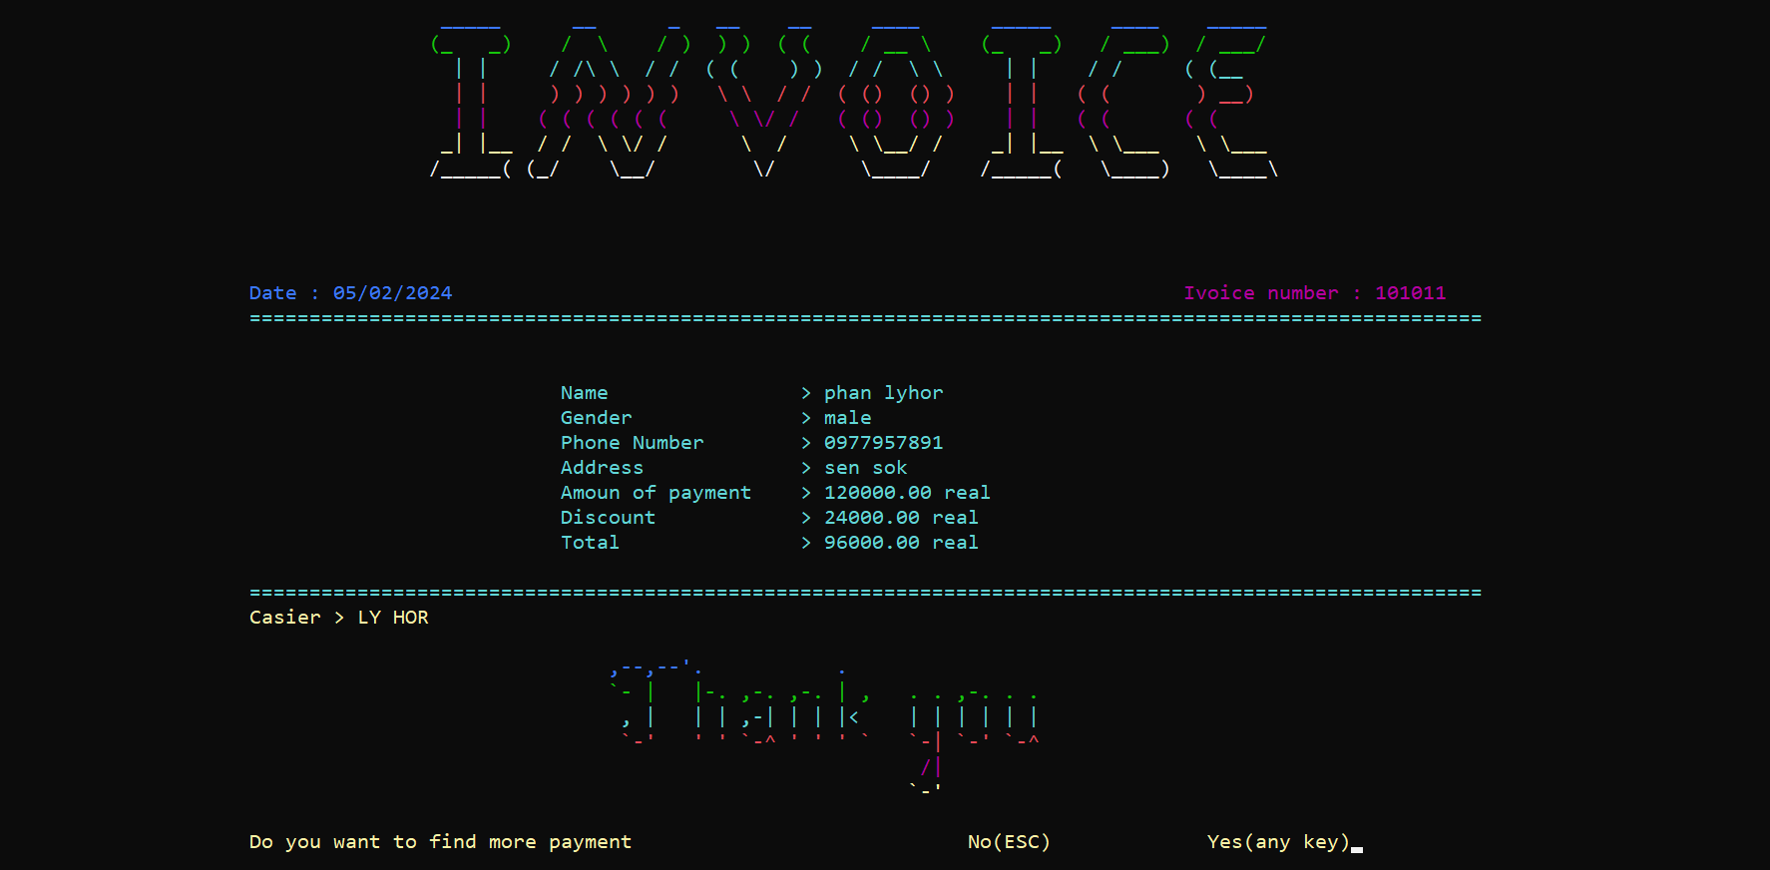 INVOICE
Date : 05/02/2024 Ivoice number : 101011
Name > phan lyhor
Gender > male
Phone Number > 0977957891
Address > sen sok
Amoun of payment > 120000.00 real
Discount > 24000.00 real
Total > 96000.00 real
Casier > LY HOR
Thank you
Do you want to find more payment No(ESC) Yes(any key)